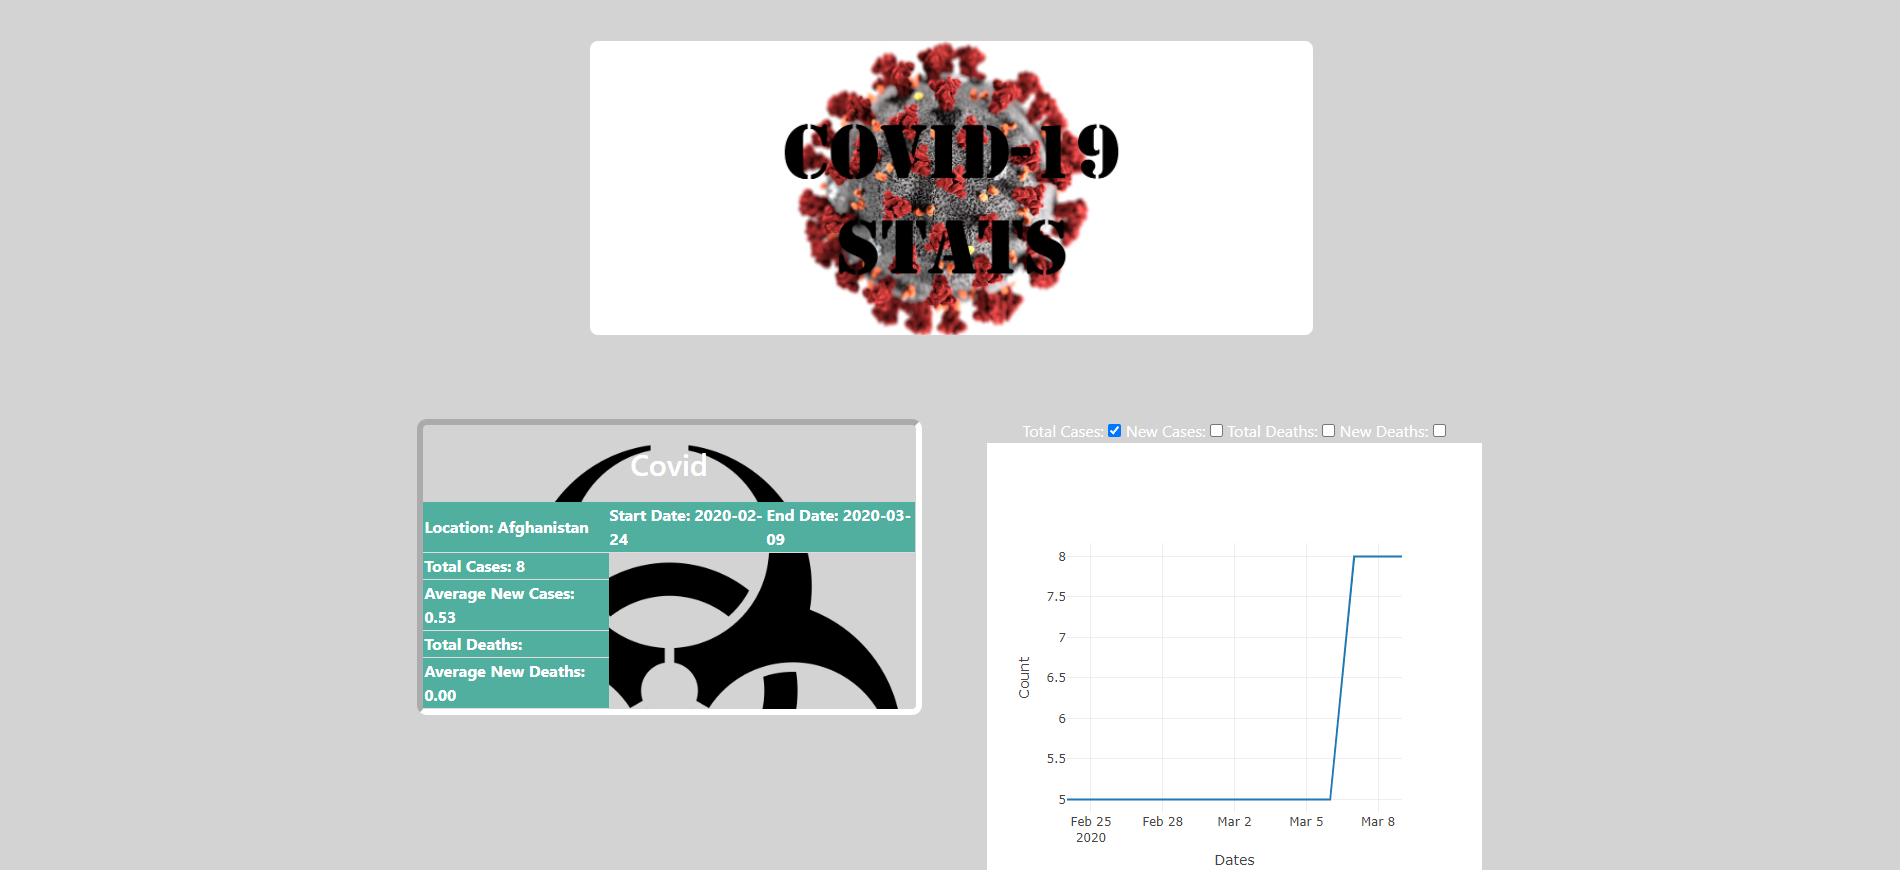 COVID-19
STATS
Covid
Location: Afghanistan
Start Date: 2020-02-
24
End Date: 2020-03-
09
Total Cases: 8
Average New Cases:
0.53
Total Deaths:
Average New Deaths:
0.00
Total Cases: New Cases: Total Deaths: New Deaths:
8
7.5
7
6.5
6
5.5
5
Count
Feb 25
2020
Feb 28
Mar 2
Mar 5
Mar 8
Dates